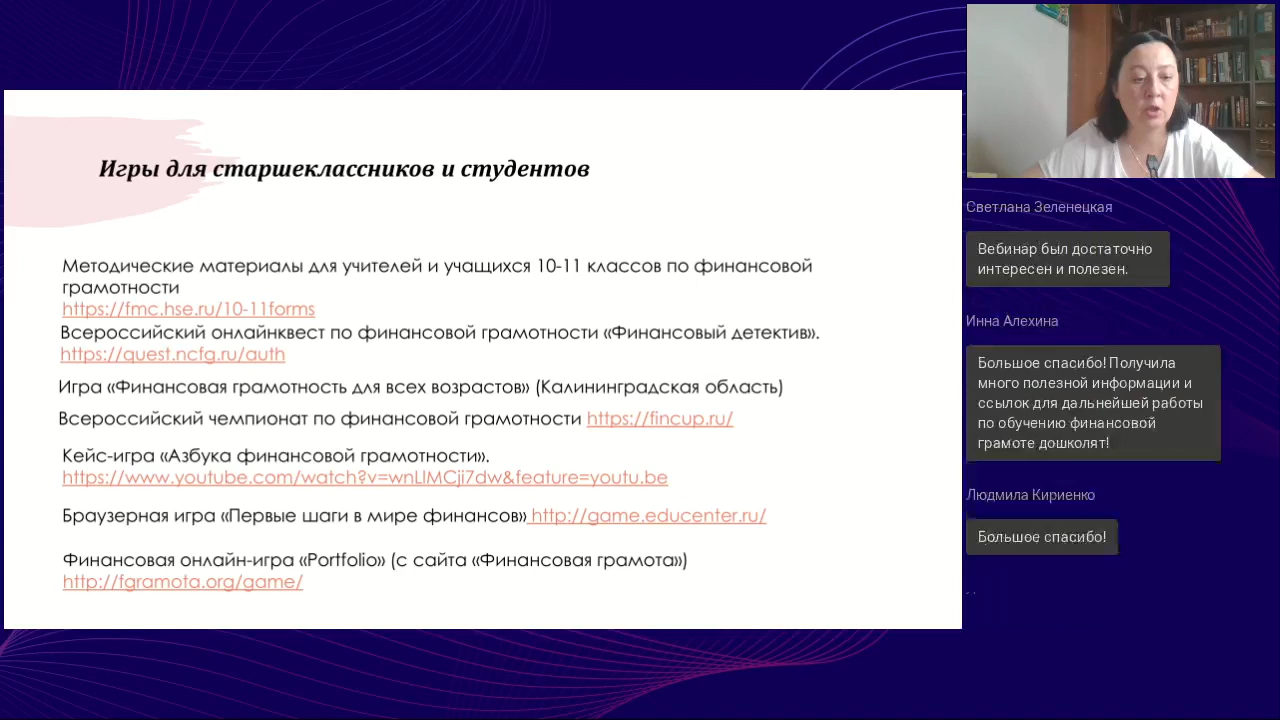 Игры для старшеклассников и студентов
Методические материалы для учителей и учащихся 10-11 классов по финансовой
грамотности
https://fmc.hse.ru/10-11forms
Всероссийский онлайнквест по финансовой грамотности «Финансовый детектив».
https://quest.ncfg.ru/auth
Игра «Финансовая грамотность для всех возрастов» (Калининградская область)
Всероссийский чемпионат по финансовой грамотности https://fincup.ru/
Кейс-игра «Азбука финансовой грамотности».
https://www.youtube.com/watch?v=wnLlMCji7dw&feature=youtu.be
Браузерная игра «Первые шаги в мире финансов» http://game.educenter.ru/
Финансовая онлайн-игра «Portfolio» (с сайта «Финансовая грамота»)
http://fgramota.org/game/
Светлана Зеленецкая
Вебинар был достаточно
интересен и полезен.
Инна Алехина
Большое спасибо! Получила
много полезной информации и
ссылок для дальнейшей работы
по обучению финансовой
грамоте дошколят!
Людмила Кириенко
Большое спасибо!